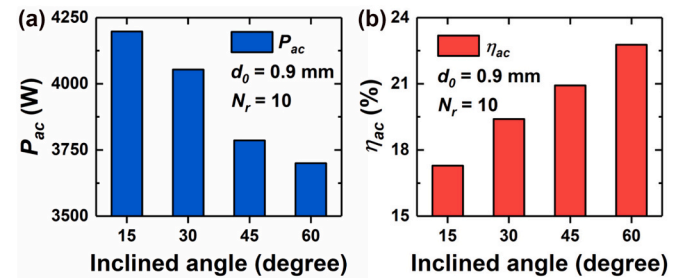 (a)
4250
4000
3750
3500
P_ac (W)
P_ac
d_0 = 0.9 mm
N_r = 10
15 30 45 60
Inclined angle (degree)
(b)
24
21
18
15
η_ac (%)
η_ac
d_0 = 0.9 mm
N_r = 10
15 30 45 60
Inclined angle (degree)